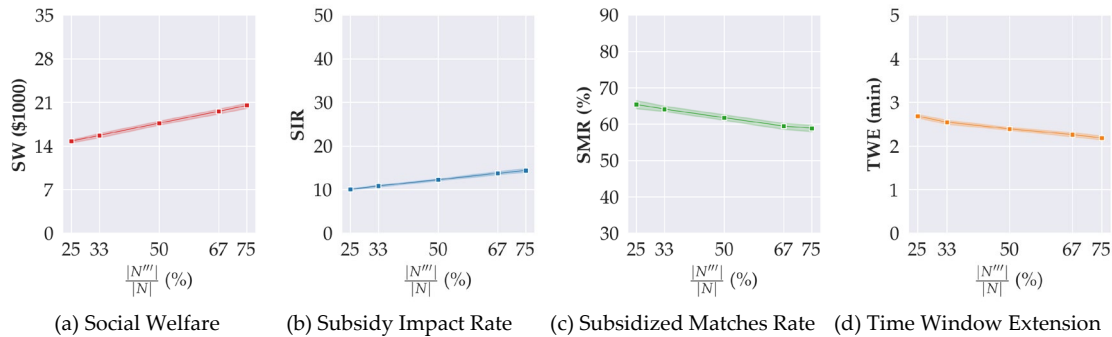 SW ($1000)
35
28
21
14
7
0
25 33 50 67 75
|N'''|
|N|
(%)
(a) Social Welfare
SIR
50
40
30
20
10
0
25 33 50 67 75
|N'''|
|N|
(%)
(b) Subsidy Impact Rate
SMR (%)
90
80
70
60
50
40
30
25 33 50 67 75
|N'''|
|N|
(%)
(c) Subsidized Matches Rate
TWE (min)
5
4
3
2
1
0
25 33 50 67 75
|N'''|
|N|
(%)
(d) Time Window Extension